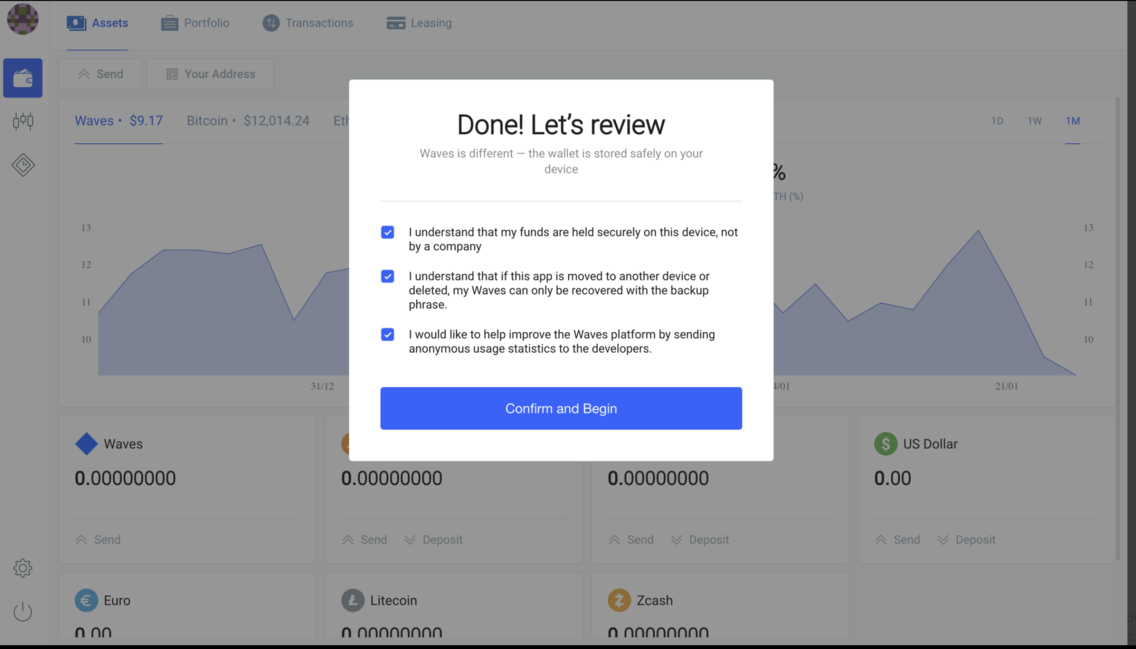 Assets
Portfolio
Transactions
Leasing
Send
Your Address
Waves • $9.17
Bitcoin • $12,014.24
Eth
1D
1W
1M
Done! Let's review
Waves is different — the wallet is stored safely on your
device
%
TH (%)
I understand that my funds are held securely on this device, not
by a company
I understand that if this app is moved to another device or
deleted, my Waves can only be recovered with the backup
phrase.
I would like to help improve the Waves platform by sending
anonymous usage statistics to the developers.
Confirm and Begin
13
12
11
10
13
12
11
10
31/12
4/01
21/01
Waves
0.00000000
Send
0.00000000
Send
Deposit
0.00000000
Send
Deposit
US Dollar
0.00
Send
Deposit
Euro
0.00
Litecoin
0.00000000
Zcash
0.00000000